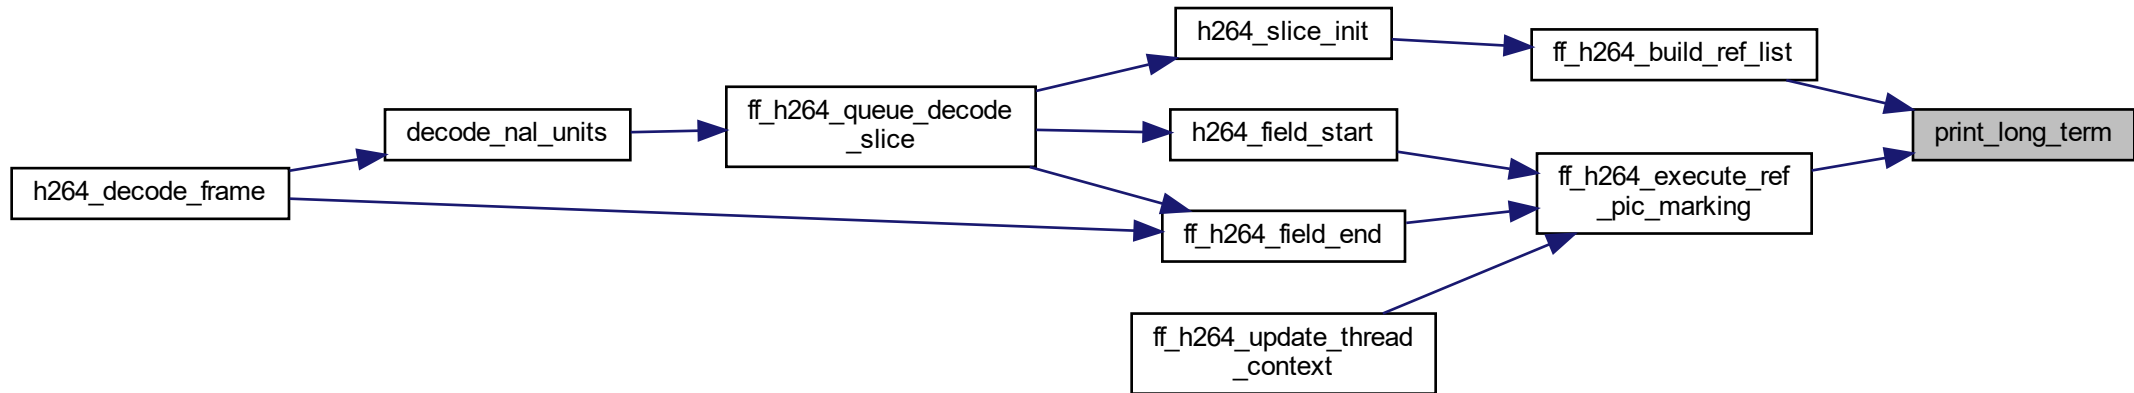 h264_slice_init
ff_h264_build_ref_list
ff_h264_queue_decode
_slice
decode_nal_units
h264_field_start
print_long_term
h264_decode_frame
ff_h264_execute_ref
_pic_marking
ff_h264_field_end
ff_h264_update_thread
_context